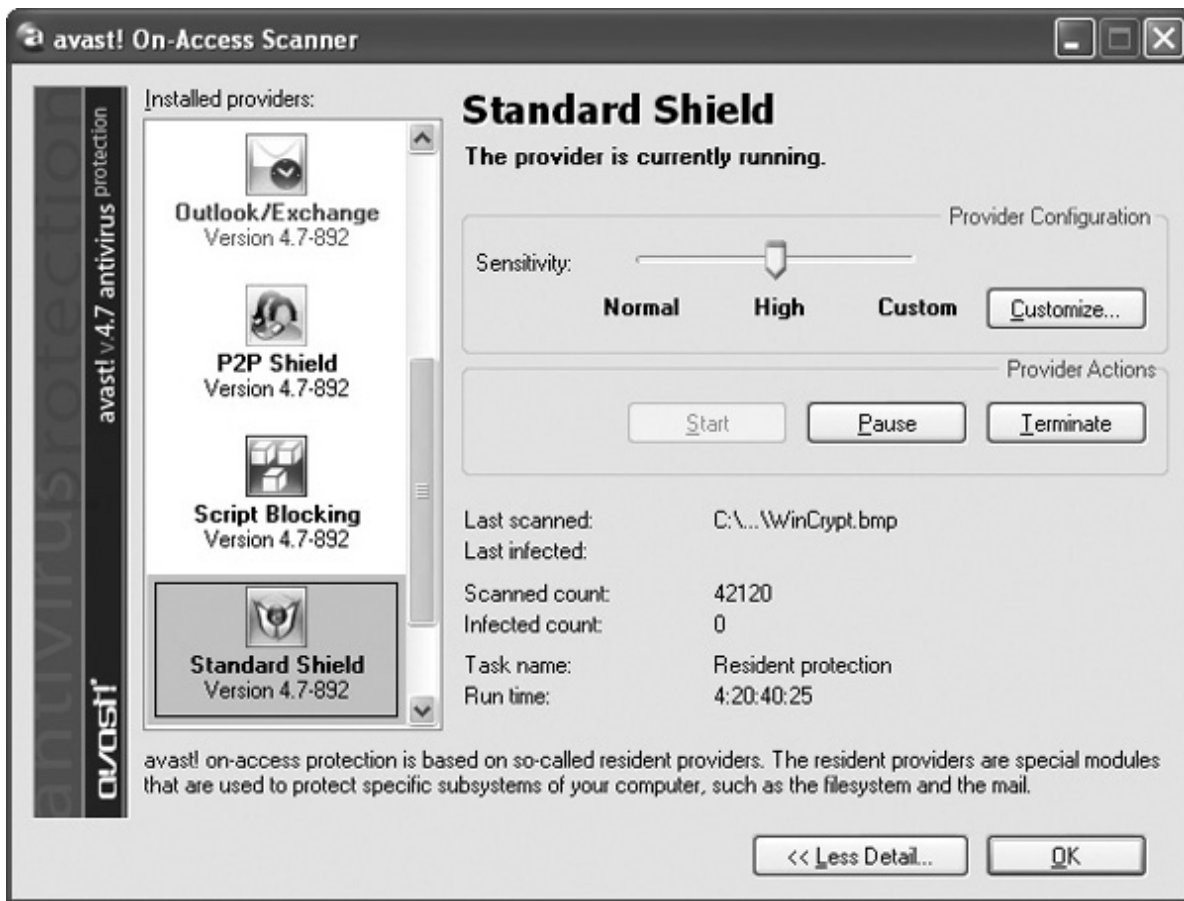 avast! On-Access Scanner
antivirusrotection
avast! v.4.7 antivirus protection
avast!
Installed providers:
Outlook/Exchange
Version 4.7-892
P2P Shield
Version 4.7-892
Script Blocking
Version 4.7-892
Standard Shield
Version 4.7-892
Standard Shield
The provider is currently running.
Provider Configuration
Sensitivity:
Normal High Custom Customize...
Provider Actions
Start Pause Terminate
Last scanned: C:\...\WinCrypt.bmp
Last infected:
Scanned count: 42120
Infected count: 0
Task name: Resident protection
Run time: 4:20:40:25
avast! on-access protection is based on so-called resident providers. The resident providers are special modules
that are used to protect specific subsystems of your computer, such as the filesystem and the mail.
<< Less Detail... OK